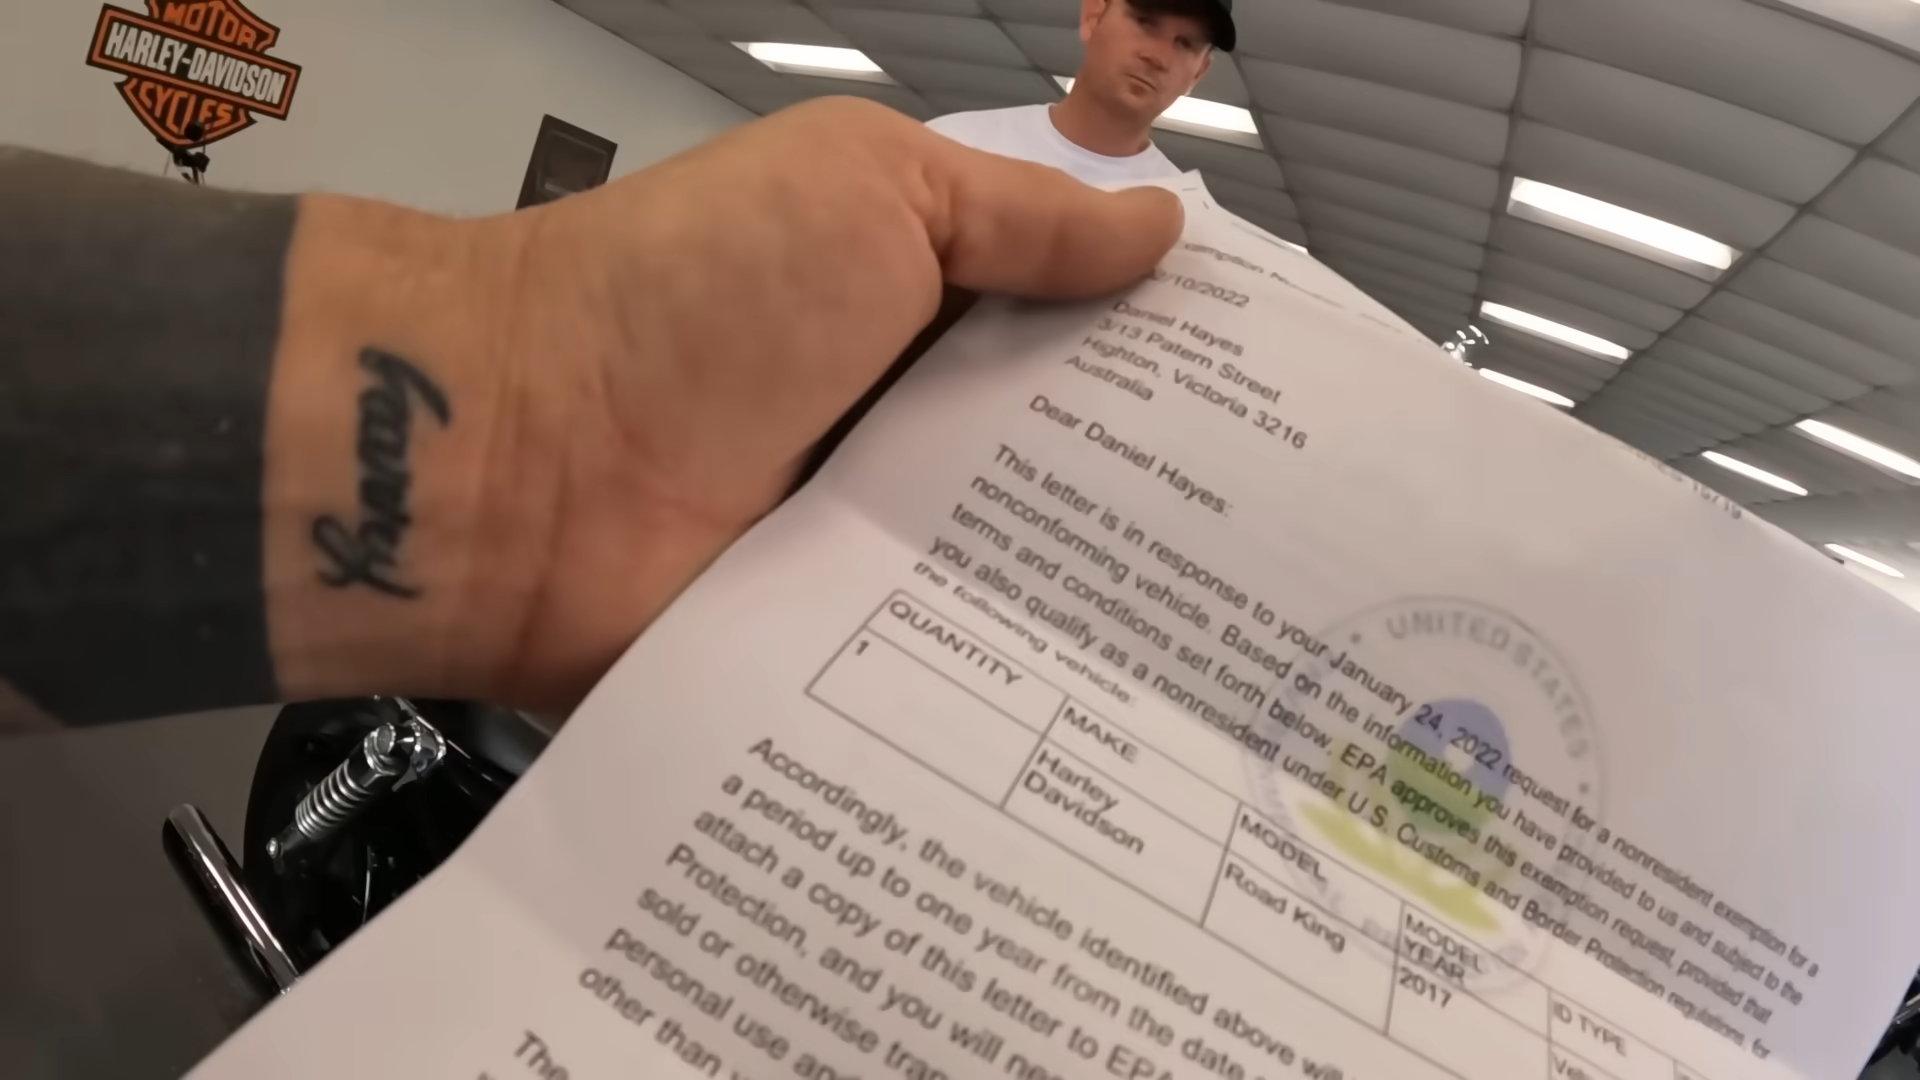 MOTOR
HARLEY-DAVIDSON
CYCLES
2/10/2022
Daniel Hayes
3/13 Patern Street
Highton, Victoria 3216
Australia
Dear Daniel Hayes:
This letter is in response to your January 24, 2022 request for a nonresident exemption for a
nonconforming vehicle. Based on the information you have provided to us and subject to the
terms and conditions set forth below, EPA approves this exemption request, provided that
you also qualify as a nonresident under U.S. Customs and Border Protection regulations, for
the following vehicle:
QUANTITY MAKE MODEL MODEL YEAR ID TYPE
1 Harley Davidson Road King 2017
UNITED STATES
Accordingly, the vehicle identified above will
a period up to one year from the date
attach a copy of this letter to EPA
Protection, and you will
sold or otherwise
personal use
other than
The